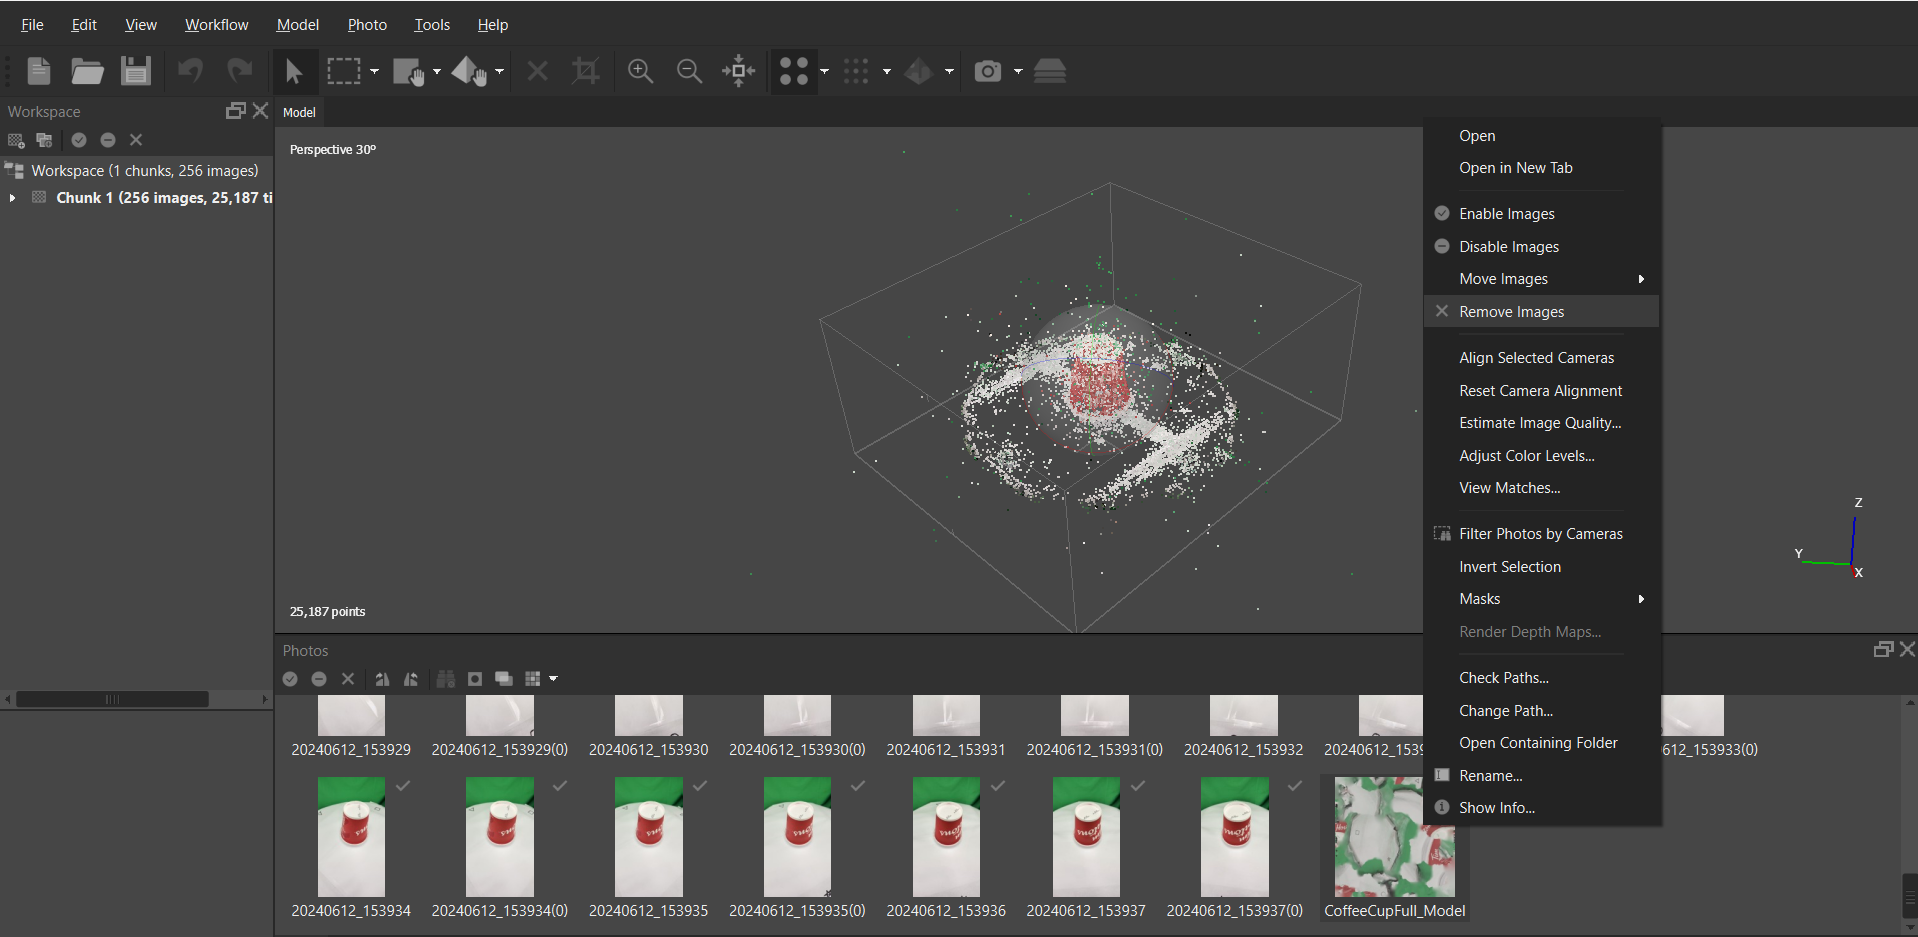 File Edit View Workflow Model Photo Tools Help
Workspace
Model
Workspace (1 chunks, 256 images)
Chunk 1 (256 images, 25,187 ti
Perspective 30°
25,187 points
Z
Y
X
Open
Open in New Tab
Enable Images
Disable Images
Move Images
Remove Images
Align Selected Cameras
Reset Camera Alignment
Estimate Image Quality...
Adjust Color Levels...
View Matches...
Filter Photos by Cameras
Invert Selection
Masks
Render Depth Maps...
Check Paths...
Change Path...
Open Containing Folder
Rename...
Show Info...
Photos
20240612_153929 20240612_153929(0) 20240612_153930 20240612_153930(0) 20240612_153931 20240612_153931(0) 20240612_153932 20240612_1539 612_153933(0)
20240612_153934 20240612_153934(0) 20240612_153935 20240612_153935(0) 20240612_153936 20240612_153937 20240612_153937(0) CoffeeCupFull_Model